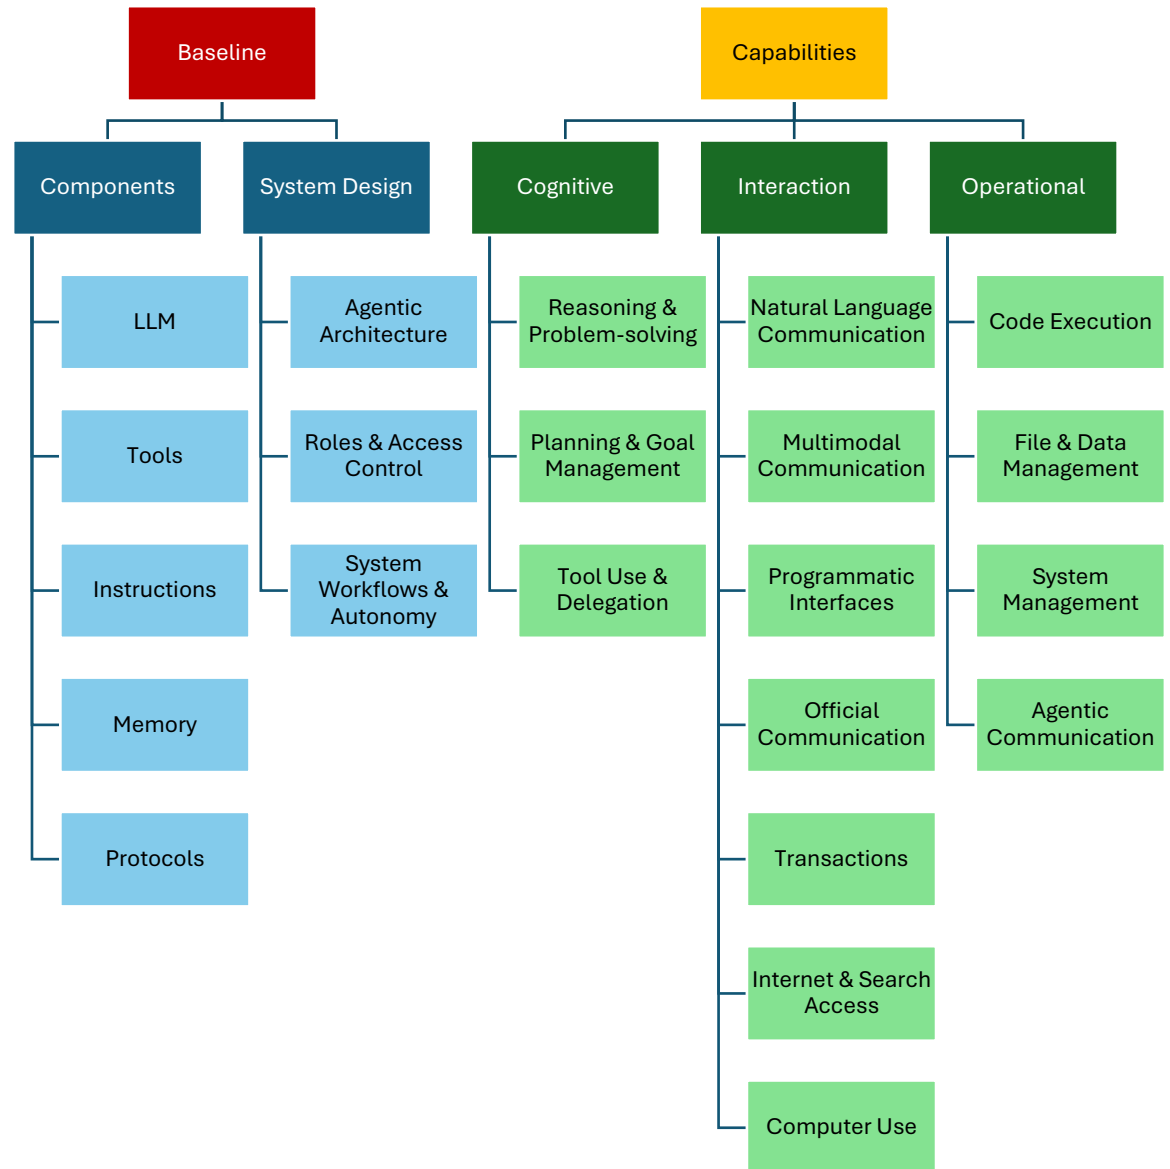 Baseline
Capabilities
Components
System Design
Cognitive
Interaction
Operational
LLM
Agentic
Architecture
Reasoning &
Problem-solving
Natural Language
Communication
Code Execution
Tools
Roles & Access
Control
Planning & Goal
Management
Multimodal
Communication
File & Data
Management
Instructions
System
Workflows &
Autonomy
Tool Use &
Delegation
Programmatic
Interfaces
System
Management
Memory
Official
Communication
Agentic
Communication
Protocols
Transactions
Internet & Search
Access
Computer Use